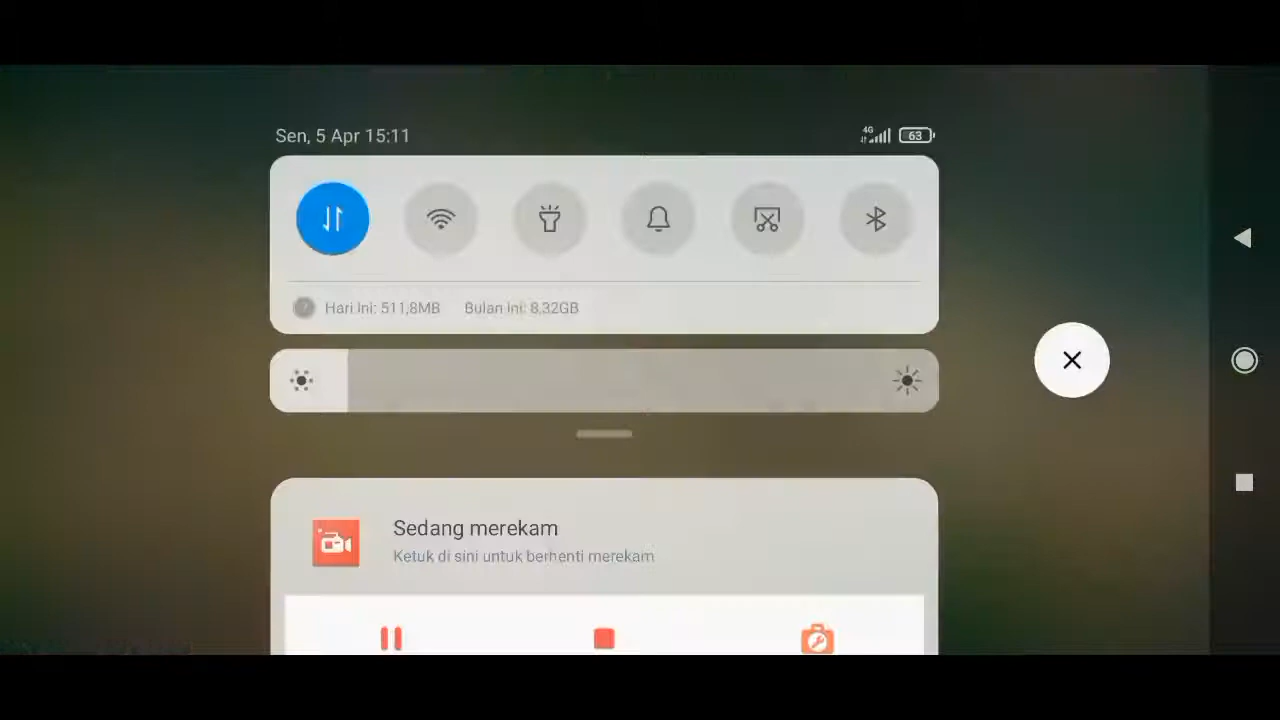 Sen, 5 Apr 15:11
4G
63
Hari ini: 511,8MB Bulan ini: 8,32GB
Sedang merekam
Ketuk di sini untuk berhenti merekam